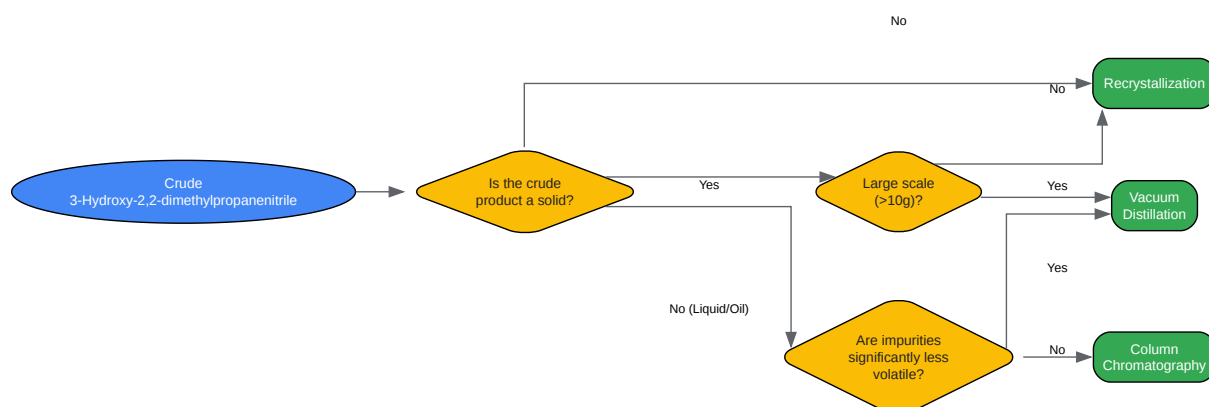 No
Recrystallization
No
Crude
3-Hydroxy-2,2-dimethylpropanenitrile
Is the crude
product a solid?
Yes
Large scale
(>10g)?
Yes
Vacuum
Distillation
Yes
No (Liquid/Oil)
Are impurities
significantly less
volatile?
No
Column
Chromatography